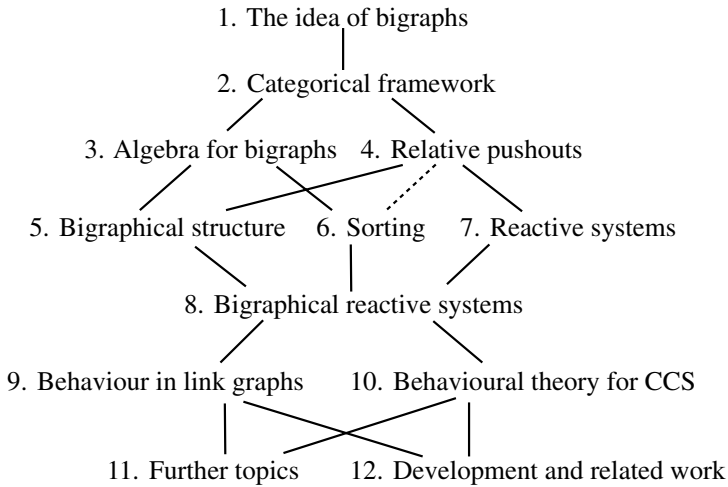 1. The idea of bigraphs
2. Categorical framework
3. Algebra for bigraphs 4. Relative pushouts
5. Bigraphical structure 6. Sorting 7. Reactive systems
8. Bigraphical reactive systems
9. Behaviour in link graphs 10. Behavioural theory for CCS
11. Further topics 12. Development and related work